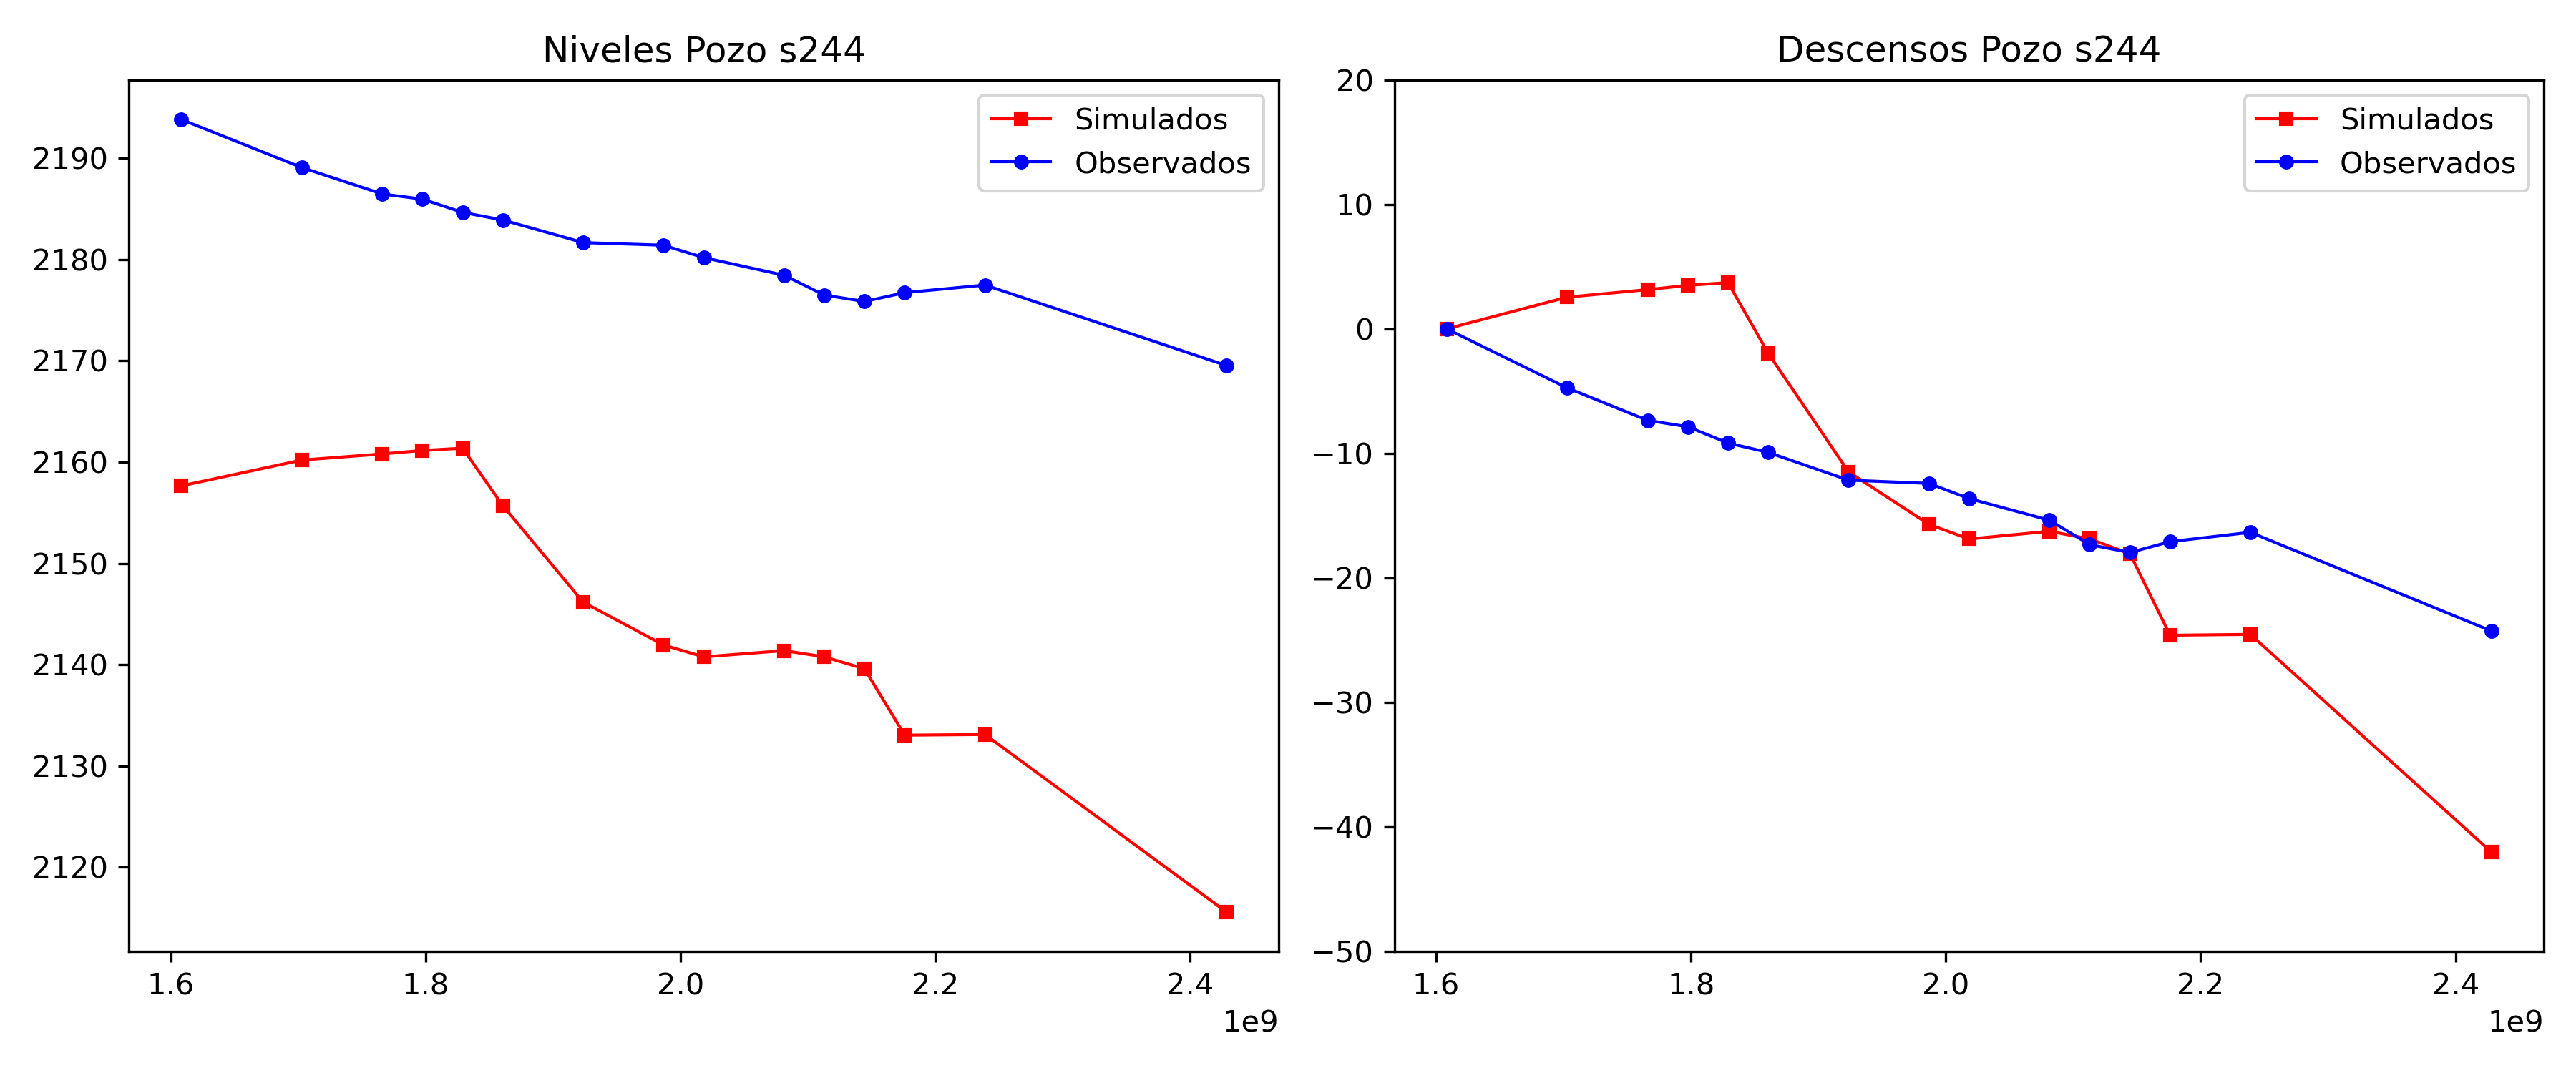 Niveles Pozo s244
Simulados
Observados
2190
2180
2170
2160
2150
2140
2130
2120
1.6 1.8 2.0 2.2 2.4
1e9
Descensos Pozo s244
Simulados
Observados
20
10
0
−10
−20
−30
−40
−50
1.6 1.8 2.0 2.2 2.4
1e9